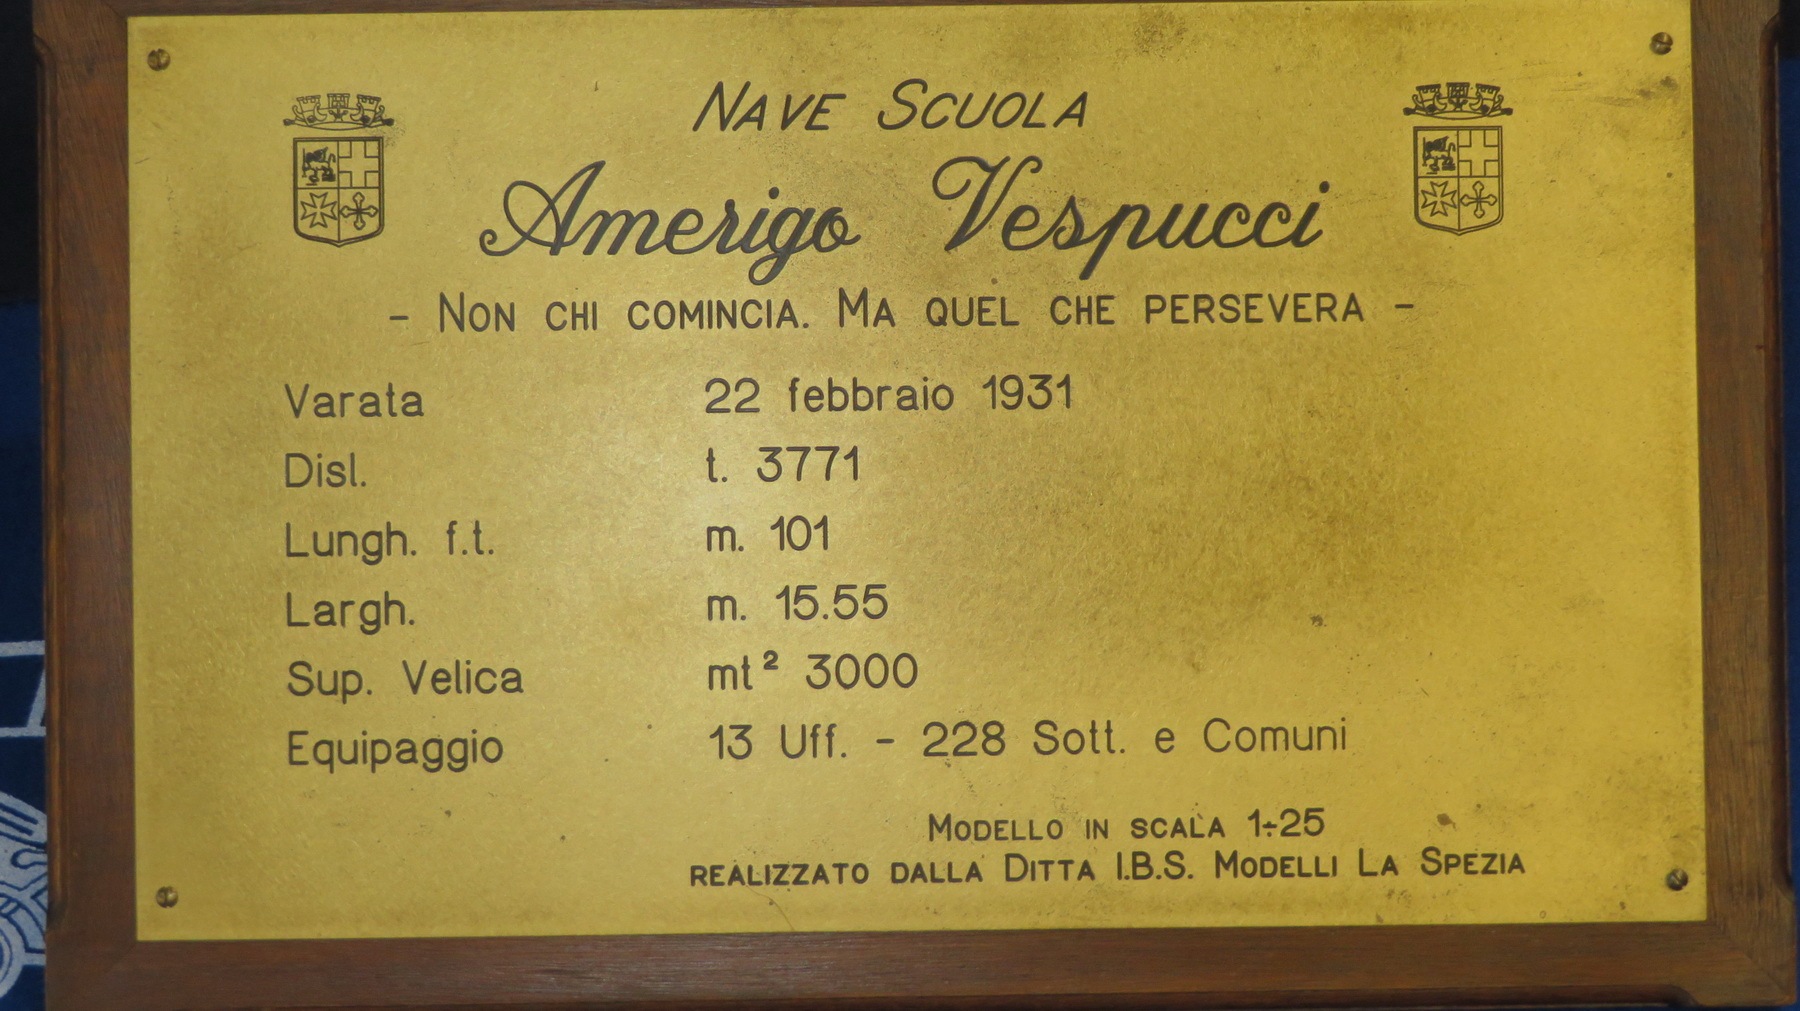 NAVE SCUOLA
Amerigo Vespucci
- NON CHI COMINCIA. MA QUEL CHE PERSEVERA -
Varata 22 febbraio 1931
Disl. t. 3771
Lungh. f.t. m. 101
Largh. m. 15.55
Sup. Velica mt² 3000
Equipaggio 13 Uff. - 228 Sott. e Comuni
MODELLO IN SCALA 1÷25
REALIZZATO DALLA DITTA I.B.S. MODELLI LA SPEZIA